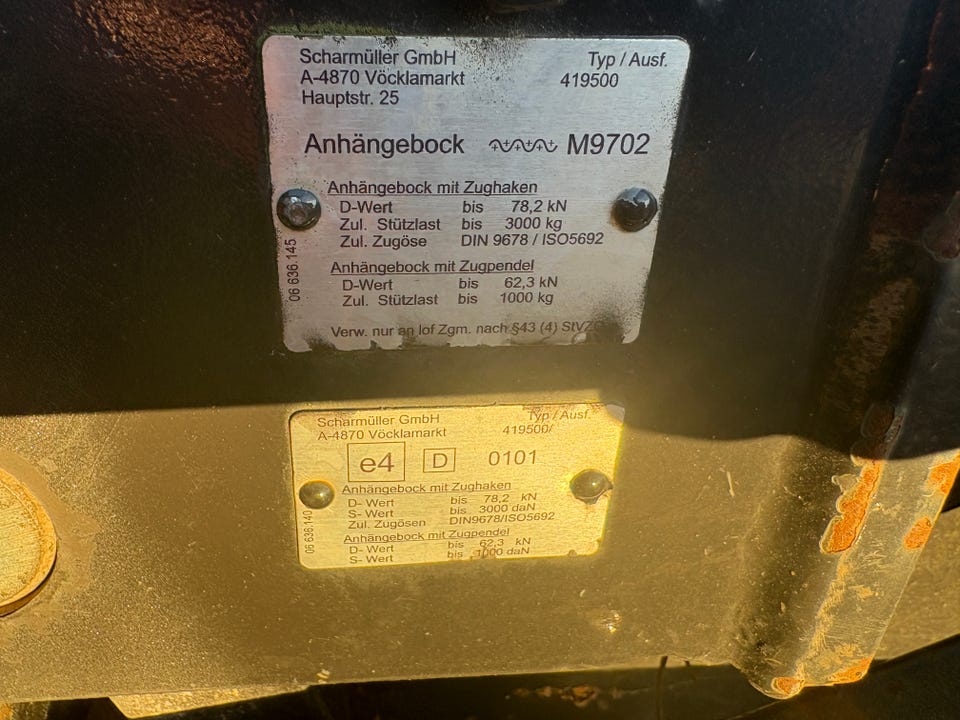 Scharmüller GmbH Typ / Ausf.
A-4870 Vöcklamarkt 419500
Hauptstr. 25
Anhängebock M9702
Anhängebock mit Zughaken
D-Wert bis 78,2 kN
Zul. Stützlast bis 3000 kg
Zul. Zugöse DIN 9678 / ISO5692
06 636.145
Anhängebock mit Zugpendel
D-Wert bis 62,3 kN
Zul. Stützlast bis 1000 kg
Verw. nur an lof Zgm. nach §43 (4) StVZO
Scharmüller GmbH Typ / Ausf.
A-4870 Vöcklamarkt 419500/
e4 D 0101
Anhängebock mit Zughaken
D- Wert bis 78,2 kN
S- Wert bis 3000 daN
Zul. Zugösen DIN9678/ISO5692
06 636.140
Anhängebock mit Zugpendel
D- Wert bis 62,3 kN
S- Wert bis 1000 daN